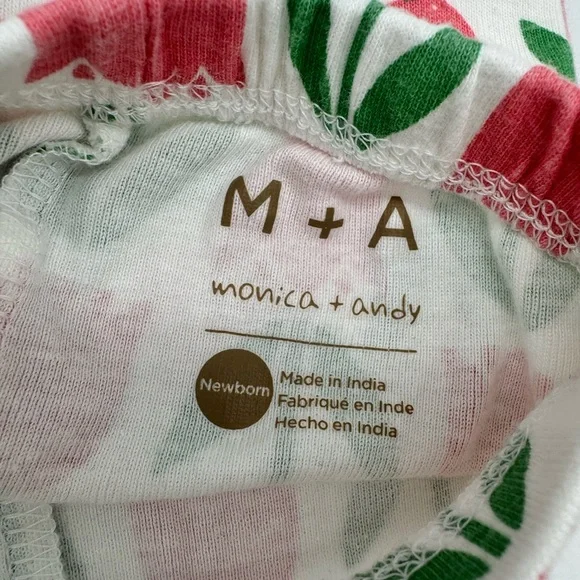 M + A
monica + andy
Newborn
Made in India
Fabriqué en Inde
Hecho en India